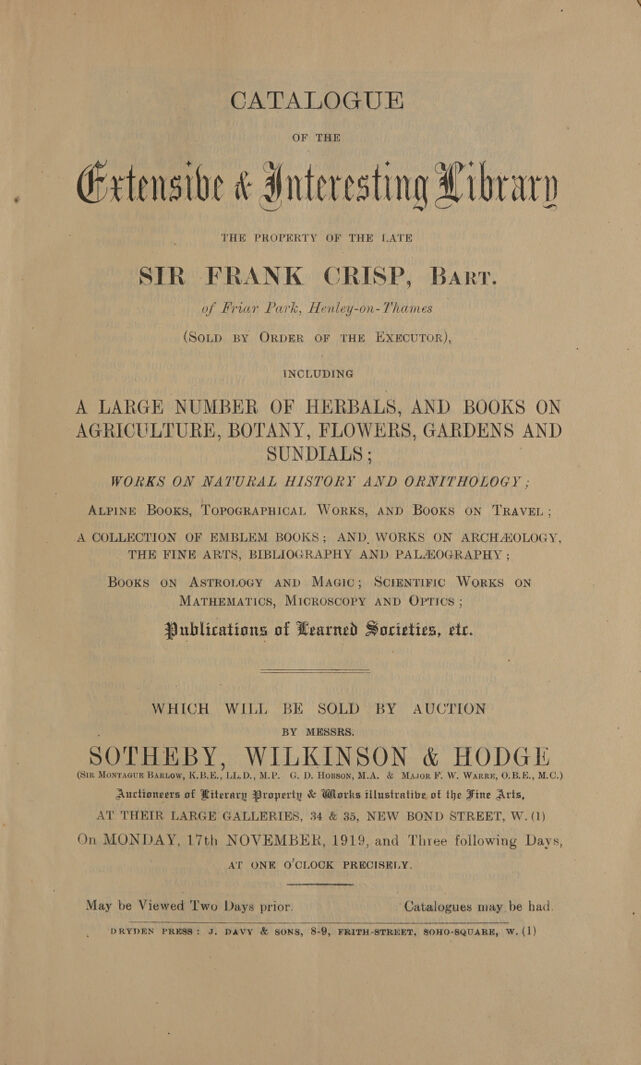 CATALOGUE
OF THE
Extensive & Interesting Library
THE PROPERTY OF THE LATE
SIR FRANK CRISP, BART.
of Friar Park, Henley-on-Thames
(SOLD BY ORDER OF THE EXECUTOR),
INCLUDING
A LARGE NUMBER OF HERBALS, AND BOOKS ON
AGRICULTURE, BOTANY, FLOWERS, GARDENS AND
SUNDIALS;
WORKS ON NATURAL HISTORY AND ORNITHOLOGY;
ALPINE BOOKS, TOPOGRAPHICAL WORKS, AND BOOKS ON TRAVEL;
A COLLECTION OF EMBLEM BOOKS; AND WORKS ON ARCHÆOLOGY,
THE FINE ARTS, BIBLIOGRAPHY AND PALÆOGRAPHY;
BOOKS ON ASTROLOGY AND MAGIC; SCIENTIFIC WORKS ON
MATHEMATICS, MICROSCOPY AND OPTICS;
Publications of Learned Societies, etc.
WHICH WILL BE SOLD BY AUCTION
BY MESSRS.
SOTHEBY, WILKINSON & HODGE
(SIR MONTAGUE BARLOW, K.B.E., LL.D., M.P. G. D. HOBSON, M.A. & MAJOR F. W. WARRE, O.B.E., M.C.)
Auctioneers of Literary Property & Works illustrative of the Fine Arts,
AT THEIR LARGE GALLERIES, 34 & 35, NEW BOND STREET, W.(1)
On MONDAY, 17th NOVEMBER, 1919, and Three following Days,
AT ONE O'CLOCK PRECISELY.
May be Viewed Two Days prior. Catalogues may be had.
DRYDEN PRESS: J. DAVY & SONS, 8-9, FRITH-STREET, SOHO-SQUARE, W.(1)